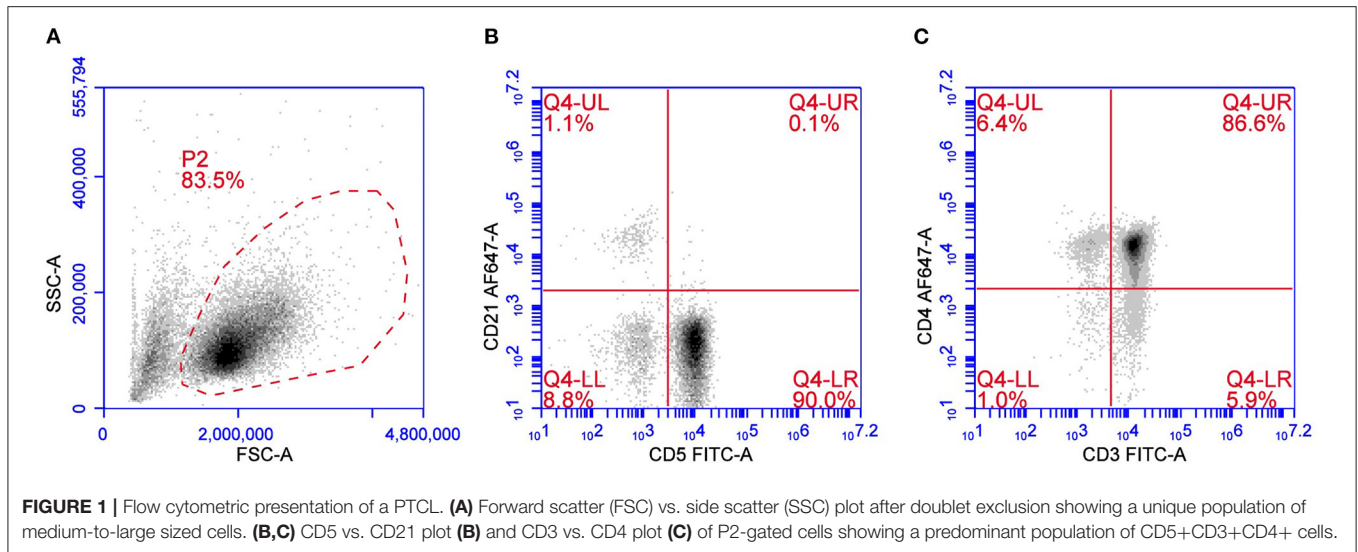 A
555,794
400,000
200,000
0
SSC-A
P2
83.5%
0
2,000,000
4,800,000
FSC-A
B
10^7.2
10^6
10^5
10^4
10^3
10^2
10^1
CD21 AF647-A
Q4-UL
1.1%
Q4-UR
0.1%
Q4-LL
8.8%
Q4-LR
90.0%
10^1
10^2
10^3
10^4
10^5
10^6
10^7.2
CD5 FITC-A
C
10^7.2
10^6
10^5
10^4
10^3
10^2
10^1
CD4 AF647-A
Q4-UL
6.4%
Q4-UR
86.6%
Q4-LL
1.0%
Q4-LR
5.9%
10^1
10^2
10^3
10^4
10^5
10^6
10^7.2
CD3 FITC-A
FIGURE 1 | Flow cytometric presentation of a PTCL. (A) Forward scatter (FSC) vs. side scatter (SSC) plot after doublet exclusion showing a unique population of
medium-to-large sized cells. (B,C) CD5 vs. CD21 plot (B) and CD3 vs. CD4 plot (C) of P2-gated cells showing a predominant population of CD5+CD3+CD4+ cells.